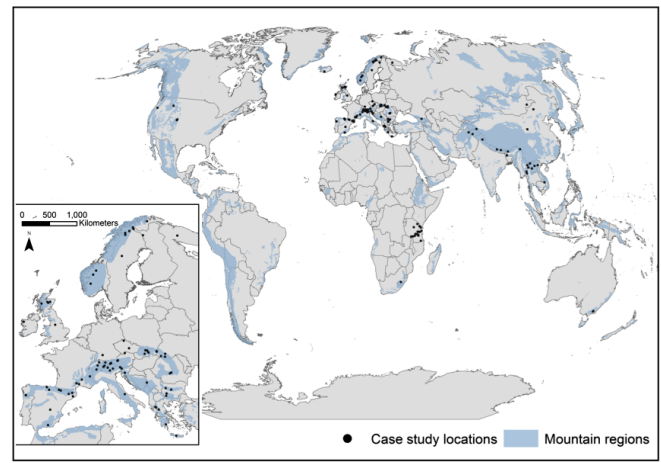 0 500 1,000
Kilometers
N
Case study locations
Mountain regions